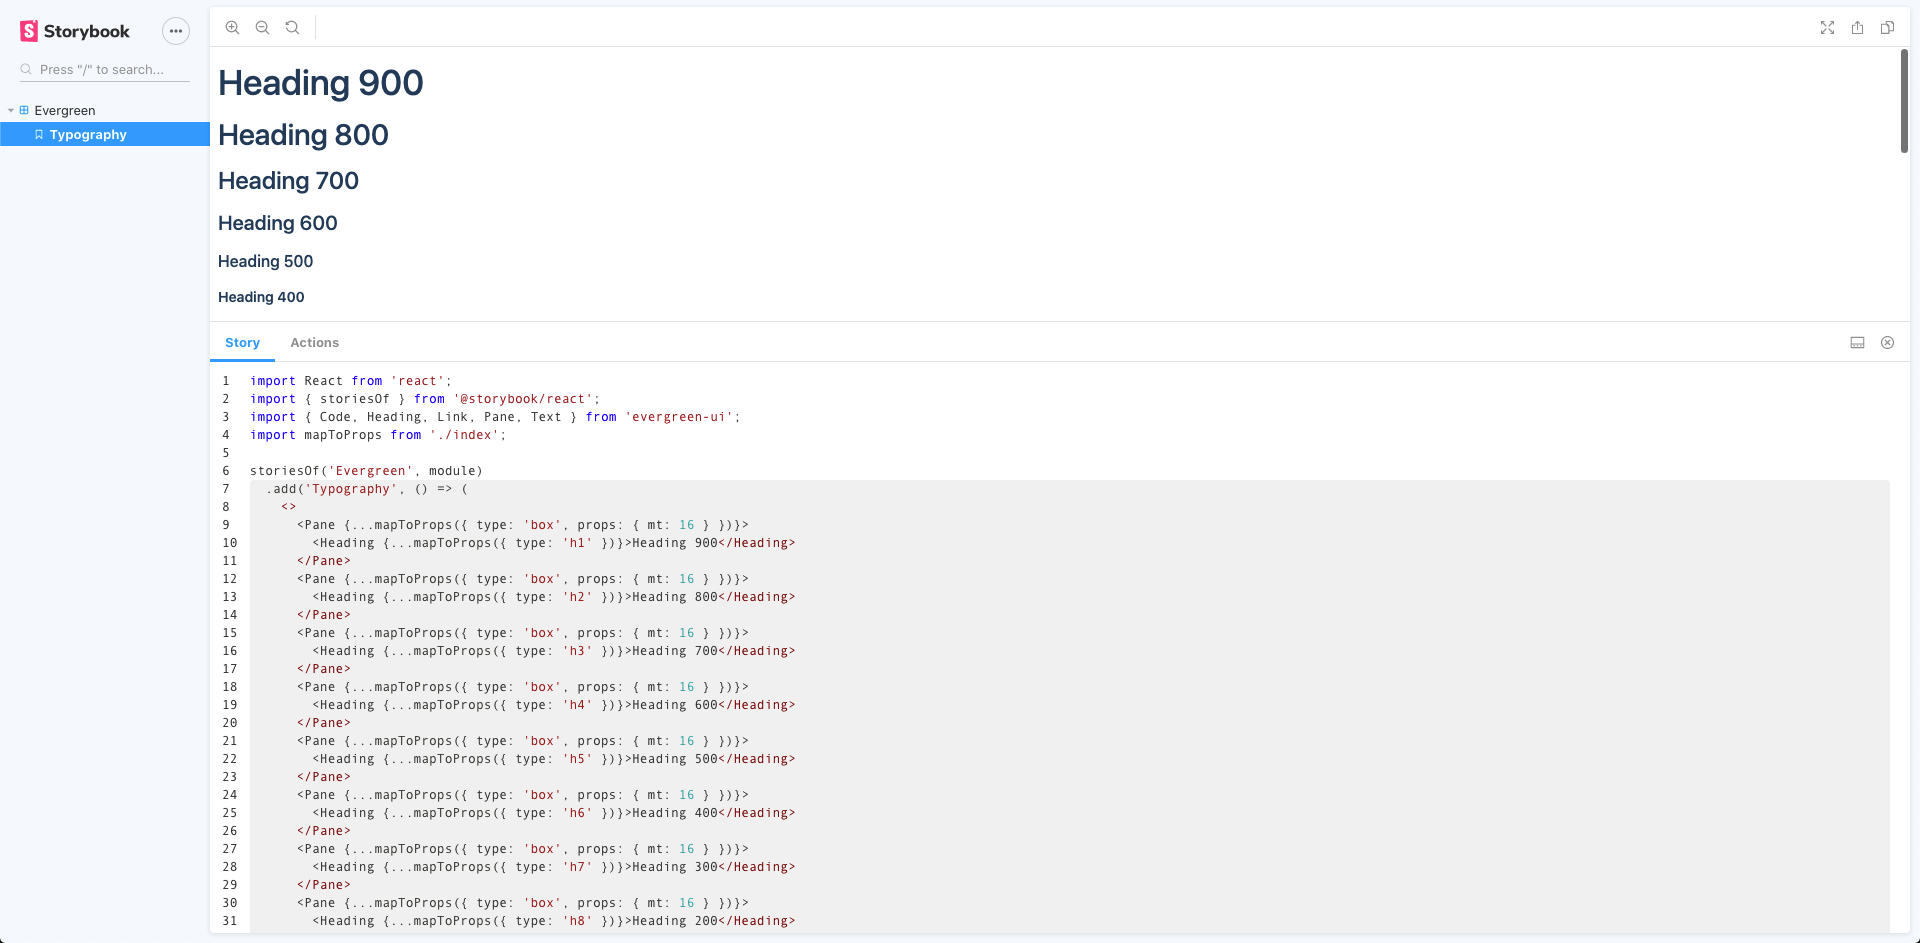 Storybook
Press "/" to search...
Evergreen
Typography
Heading 900
Heading 800
Heading 700
Heading 600
Heading 500
Heading 400
Story Actions
1 import React from 'react';
2 import { storiesOf } from '@storybook/react';
3 import { Code, Heading, Link, Pane, Text } from 'evergreen-ui';
4 import mapToProps from './index';
5
6 storiesOf('Evergreen', module)
7   .add('Typography', () => (
8     <>
9       <Pane {...mapToProps({ type: 'box', props: { mt: 16 } })}>
10         <Heading {...mapToProps({ type: 'h1' })}>Heading 900</Heading>
11       </Pane>
12       <Pane {...mapToProps({ type: 'box', props: { mt: 16 } })}>
13         <Heading {...mapToProps({ type: 'h2' })}>Heading 800</Heading>
14       </Pane>
15       <Pane {...mapToProps({ type: 'box', props: { mt: 16 } })}>
16         <Heading {...mapToProps({ type: 'h3' })}>Heading 700</Heading>
17       </Pane>
18       <Pane {...mapToProps({ type: 'box', props: { mt: 16 } })}>
19         <Heading {...mapToProps({ type: 'h4' })}>Heading 600</Heading>
20       </Pane>
21       <Pane {...mapToProps({ type: 'box', props: { mt: 16 } })}>
22         <Heading {...mapToProps({ type: 'h5' })}>Heading 500</Heading>
23       </Pane>
24       <Pane {...mapToProps({ type: 'box', props: { mt: 16 } })}>
25         <Heading {...mapToProps({ type: 'h6' })}>Heading 400</Heading>
26       </Pane>
27       <Pane {...mapToProps({ type: 'box', props: { mt: 16 } })}>
28         <Heading {...mapToProps({ type: 'h7' })}>Heading 300</Heading>
29       </Pane>
30       <Pane {...mapToProps({ type: 'box', props: { mt: 16 } })}>
31         <Heading {...mapToProps({ type: 'h8' })}>Heading 200</Heading>